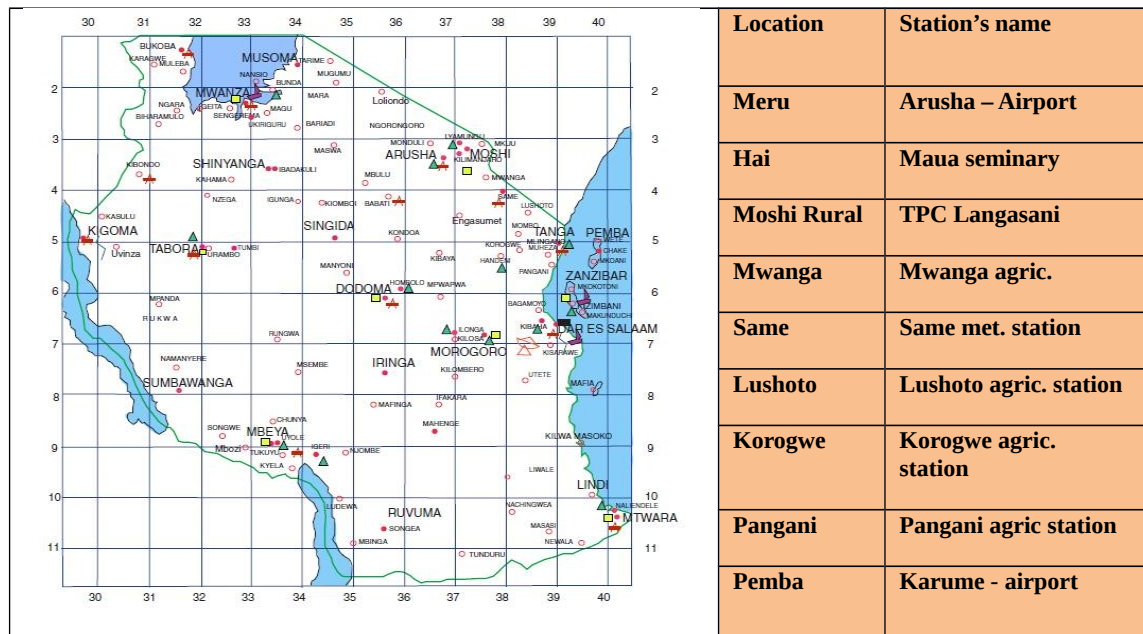 30 31 32 33 34 35 36 37 38 39 40
BUKOBA
KARAGWE
MULEBA
MUSOMA
TARIME
MUGUMU
NANSIO
BUNDA
MWANZA
MARA
Loliondo
2 2
NGARA
GEITA
SENGEREMA
MAGU
UKIRIGURU
BIHARAMULO
BARIADI
NGORONGORO
LYAMUNGU
3 3
MASWA
MONDULI
MKUU
ARUSHA
MOSHI
KILIMANJARO
KIBONDO
SHINYANGA
IBADAKULI
KAHAMA
MBULU
MWANGA
4 4
NZEGA
IGUNGA
KIOMBOI
BABATI
SAME
LUSHOTO
KASULU
Engasumet
SINGIDA
KIGOMA
KONDOA
MOMBO
TANGA
PEMBA
WETE
KOROGWE
MLINGANO
MUHEZA
CHAKE
MKOANI
5 5
Uvinza
TABORA
TUMBI
URAMBO
KIBAYA
HANDENI
PANGANI
MANYONI
ZANZIBAR
DODOMA
HOMBOLO
MPWAPWA
MKOKOTONI
6 6
MPANDA
BAGAMOYO
KIZIMBANI
MAKUNDUCHI
RUKWA
RUNGWA
ILONGA
KILOSA
KIBAHA
DAR ES SALAAM
MOROGORO
KISARAWE
7 7
NAMANYERE
MSEMBE
IRINGA
KILOMBERO
UTETE
SUMBAWANGA
MAFIA
8 8
MAFINGA
IFAKARA
SONGWE
CHUNYA
MAHENGE
MBEYA
UYOLE
KILWA MASOKO
Mbozi
TUKUYU
IGERI
NJOMBE
9 9
KYELA
LIWALE
LINDI
10 10
LUDEWA
RUVUMA
NACHINGWEA
NALIENDELE
MTWARA
SONGEA
MASASI
MBINGA
NEWALA
11 11
TUNDURU
30 31 32 33 34 35 36 37 38 39 40
Location Station’s name
Meru Arusha – Airport
Hai Maua seminary
Moshi Rural TPC Langasani
Mwanga Mwanga agric.
Same Same met. station
Lushoto Lushoto agric. station
Korogwe Korogwe agric.
station
Pangani Pangani agric station
Pemba Karume - airport